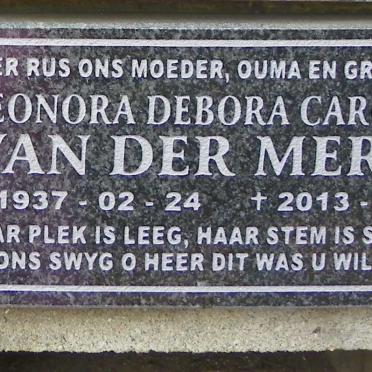 ER RUS ONS MOEDER, OUMA EN GR
EONORA DEBORA CAR
VAN DER MER
1937 - 02 - 24 † 2013 -
AR PLEK IS LEEG, HAAR STEM IS S
ONS SWYG O HEER DIT WAS U WIL